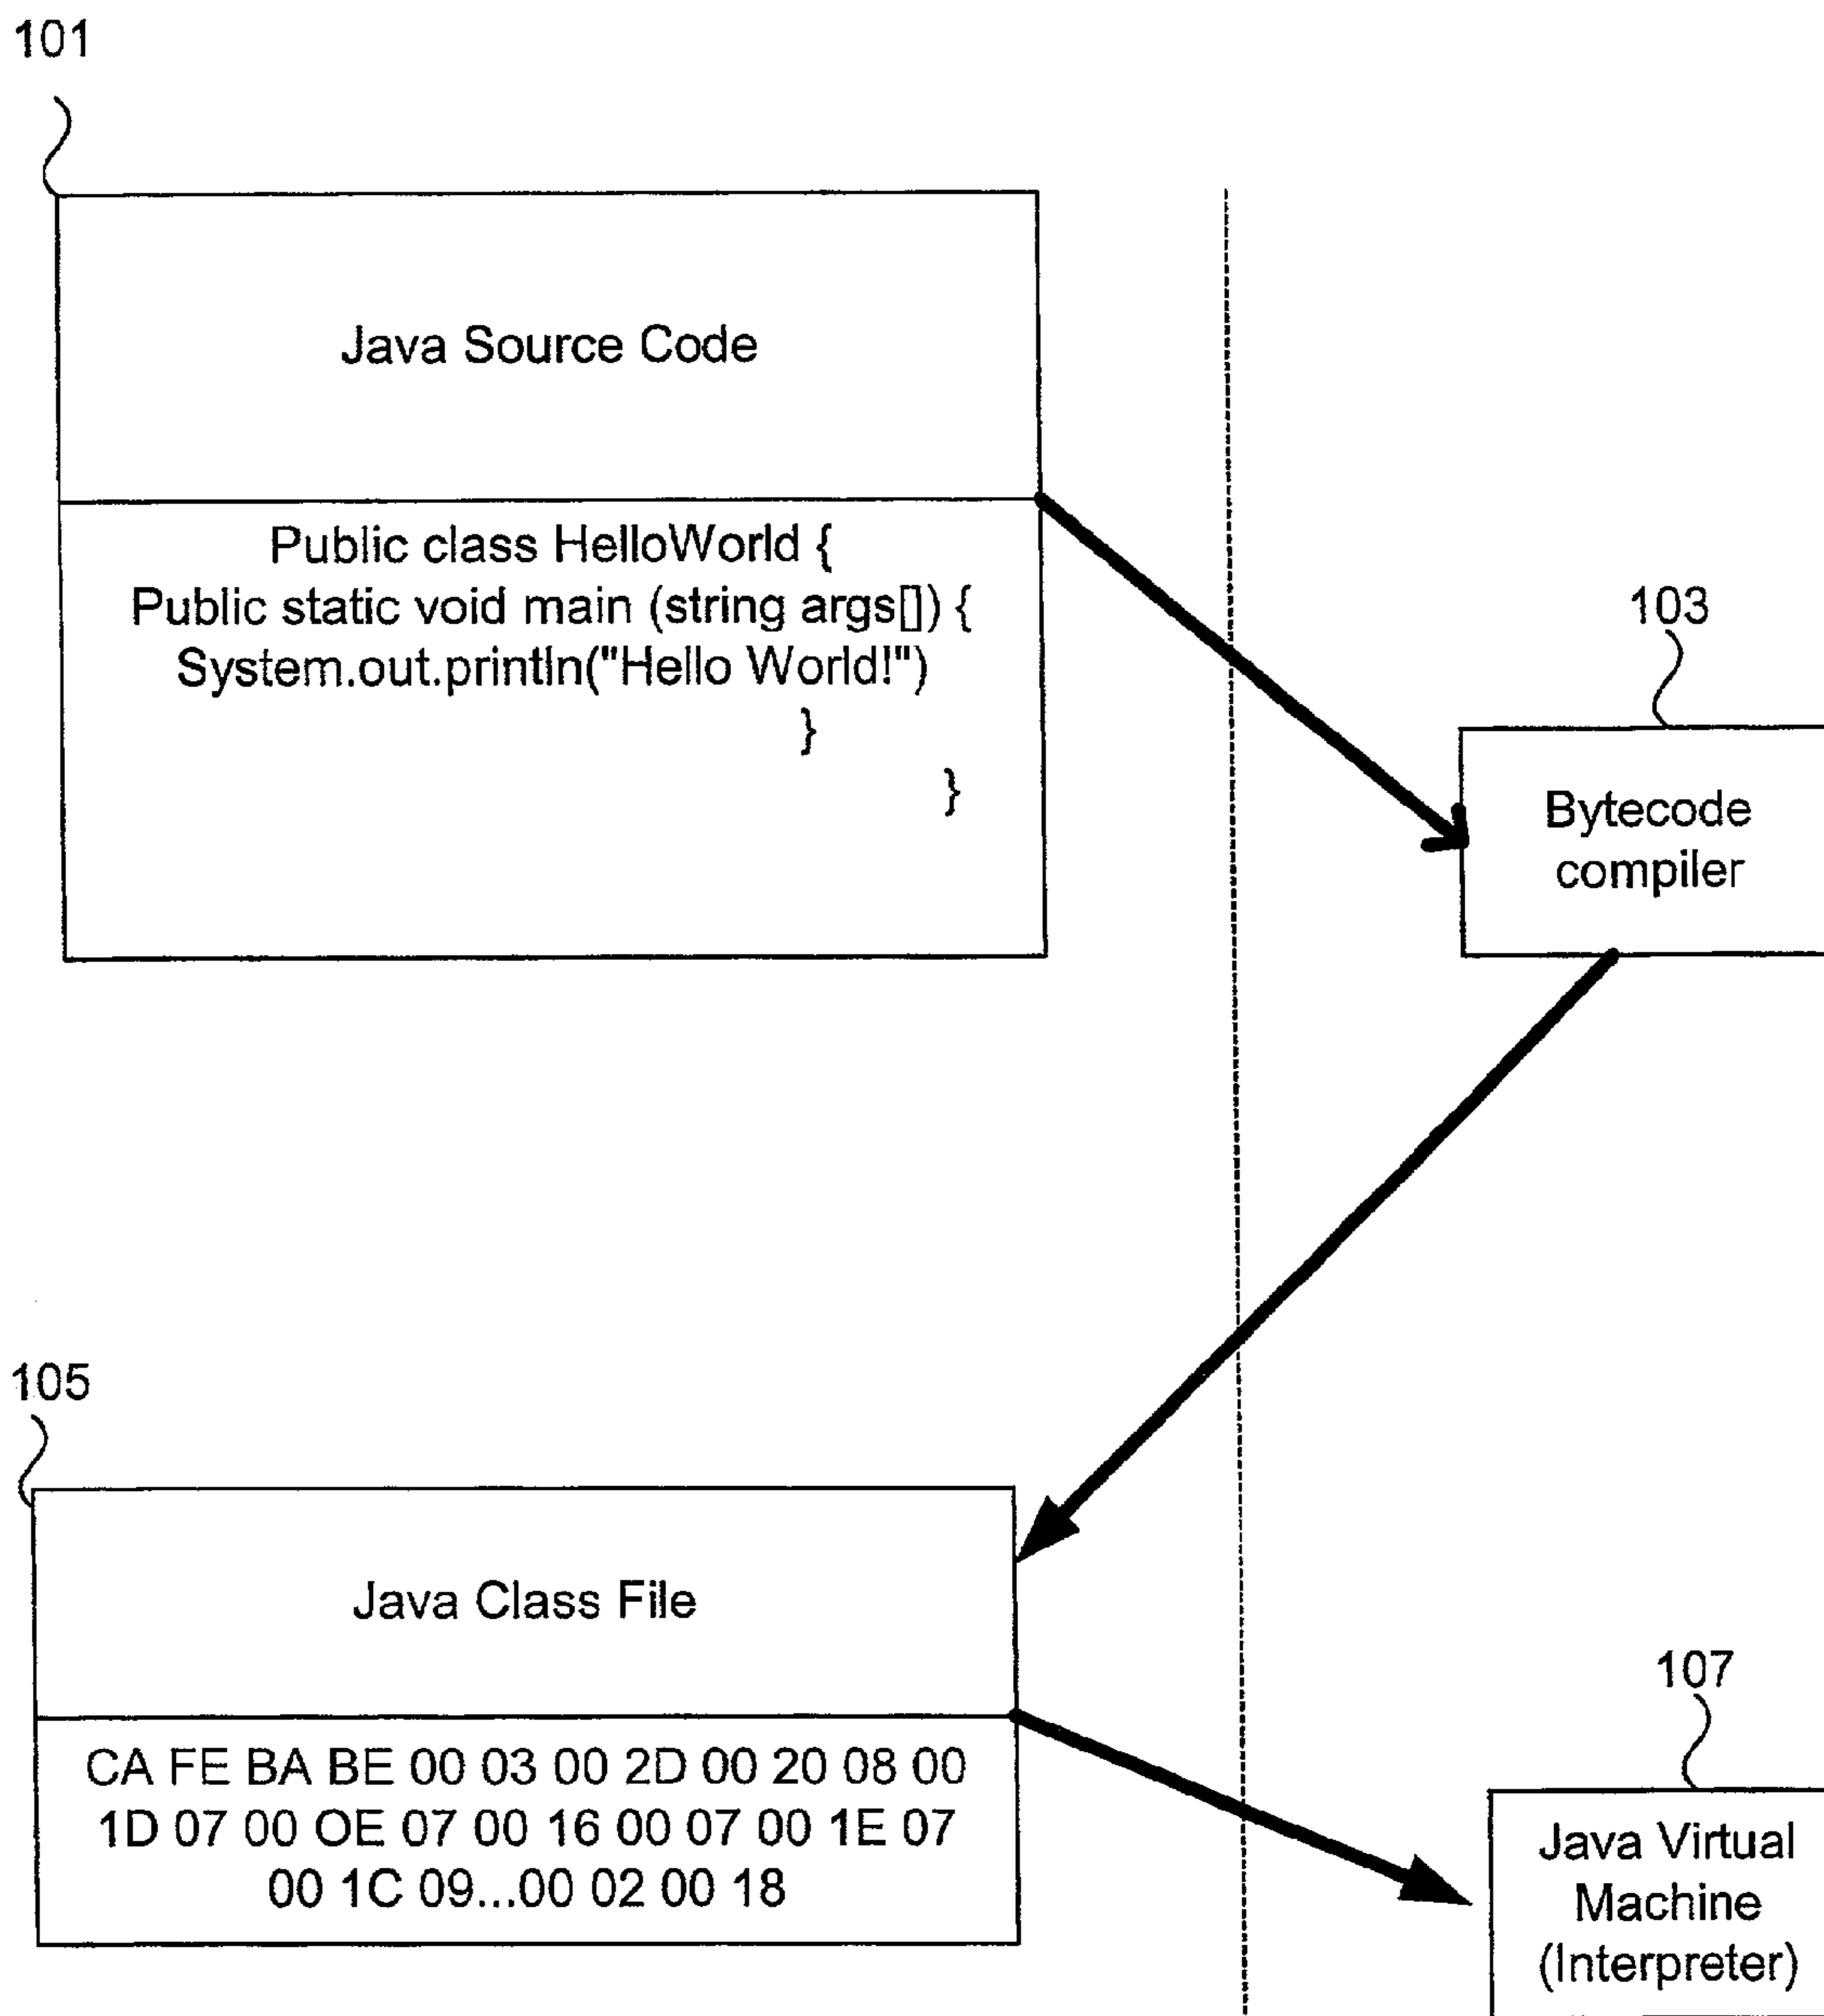 101
Java Source Code
Public class HelloWorld {
Public static void main (string args[]) {
System.out.println("Hello World!")
}
}
103
Bytecode
compiler
105
Java Class File
CA FE BA BE 00 03 00 2D 00 20 08 00
1D 07 00 OE 07 00 16 00 07 00 1E 07
00 1C 09...00 02 00 18
107
Java Virtual
Machine
(Interpreter)